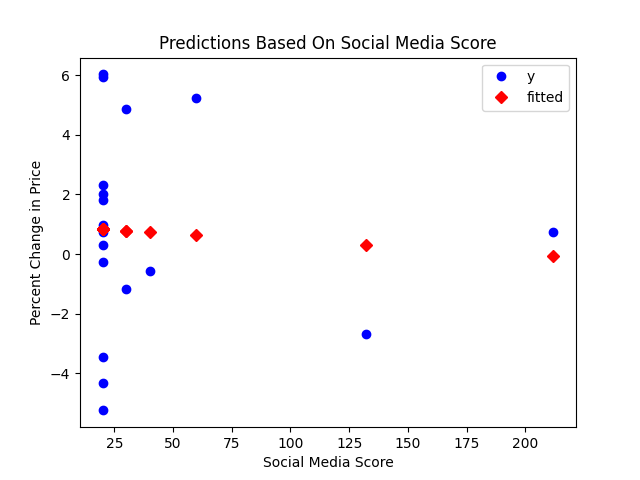 Predictions Based On Social Media Score
y
fitted
Percent Change in Price
6
4
2
0
−2
−4
25 50 75 100 125 150 175 200
Social Media Score